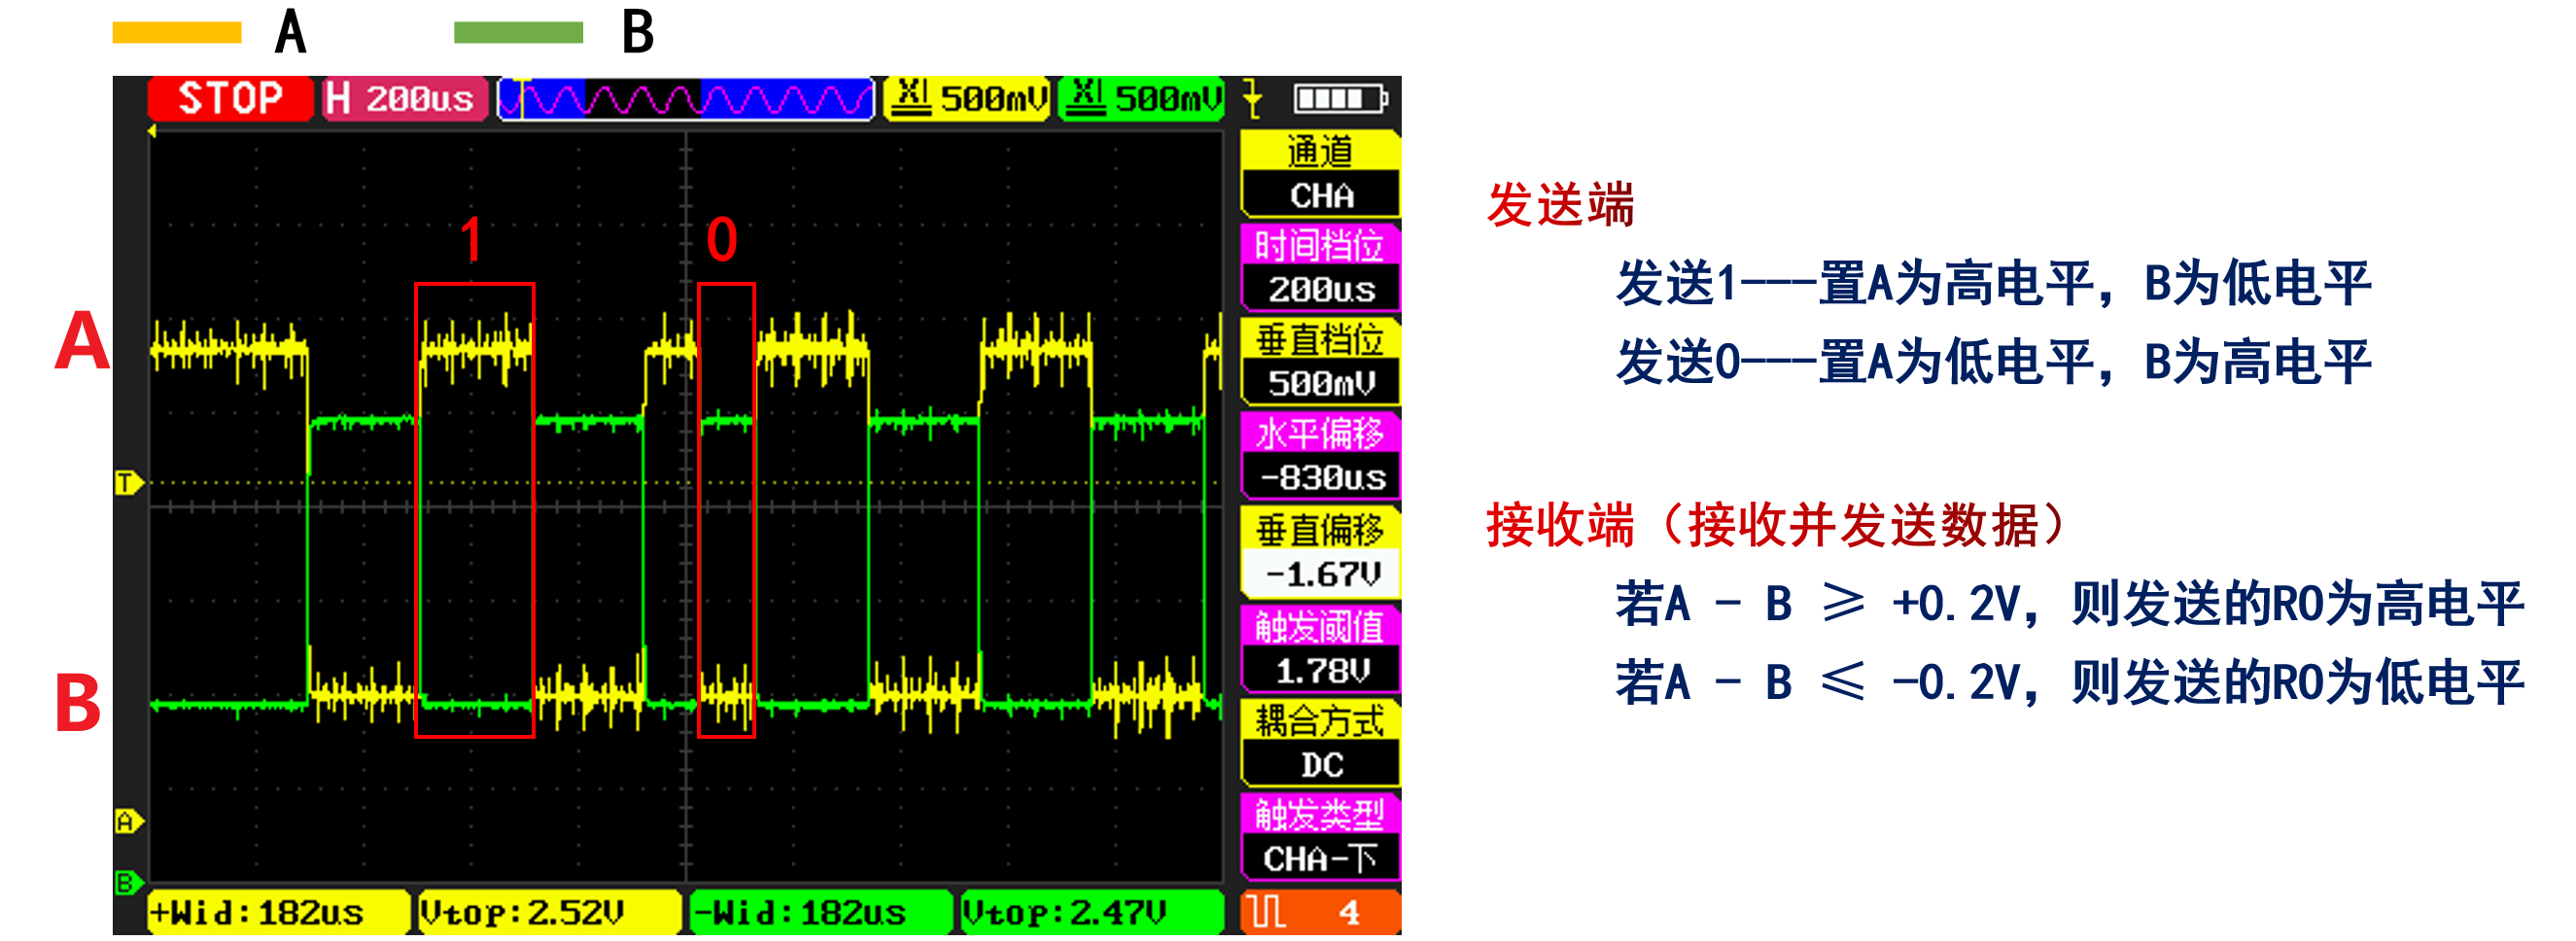 A B
STOP H 200us 500mV 500mV
通道
CHA
时间档位
200us
垂直档位
500mV
水平偏移
-830us
垂直偏移
-1.67V
触发阈值
1.78V
耦合方式
DC
触发类型
CHA-下
1 0
A
T
B
A
B
+Wid:182us Vtop:2.52V -Wid:182us Vtop:2.47V 4
发送端
发送1---置A为高电平，B为低电平
发送0---置A为低电平，B为高电平
接收端（接收并发送数据）
若A - B ≥ +0.2V，则发送的RO为高电平
若A - B ≤ -0.2V，则发送的RO为低电平